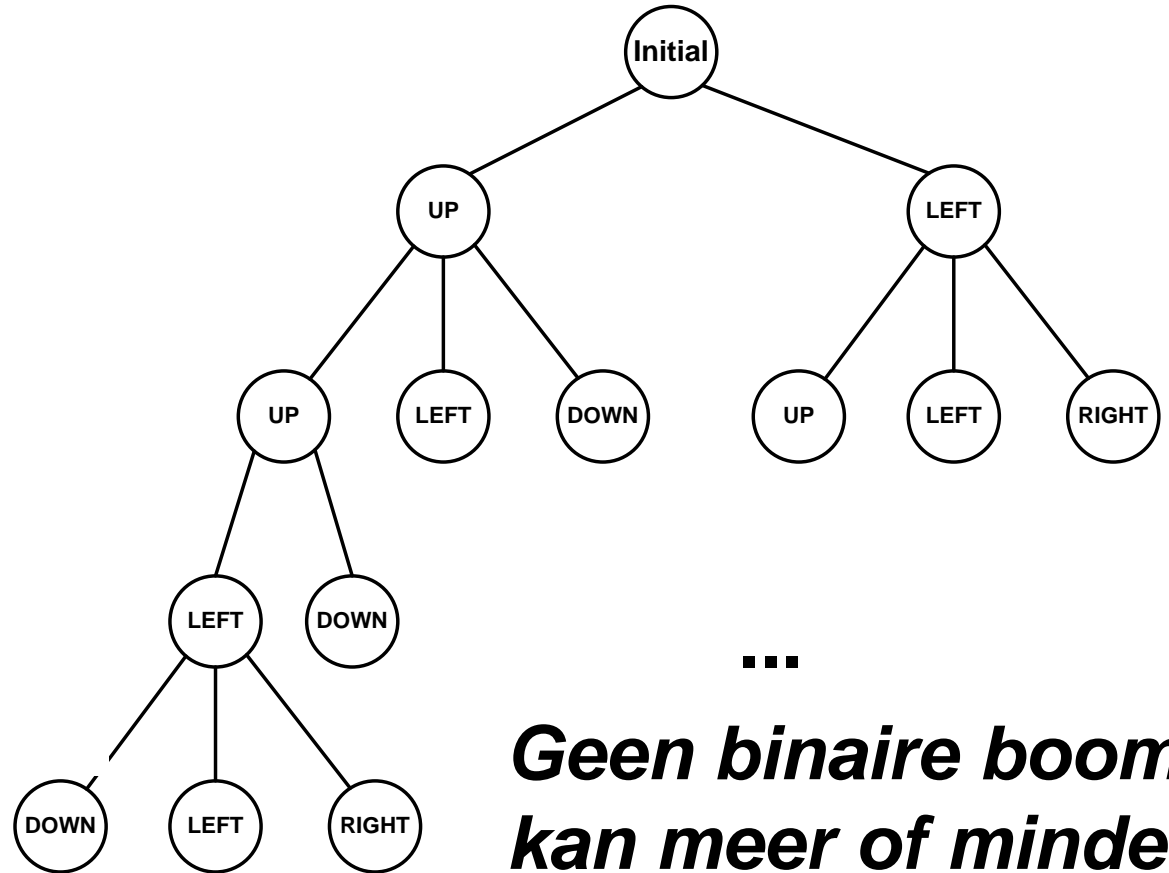 Initial
UP LEFT
UP LEFT DOWN UP LEFT RIGHT
LEFT DOWN
...
Geen binaire boom
kan meer of minde
DOWN LEFT RIGHT